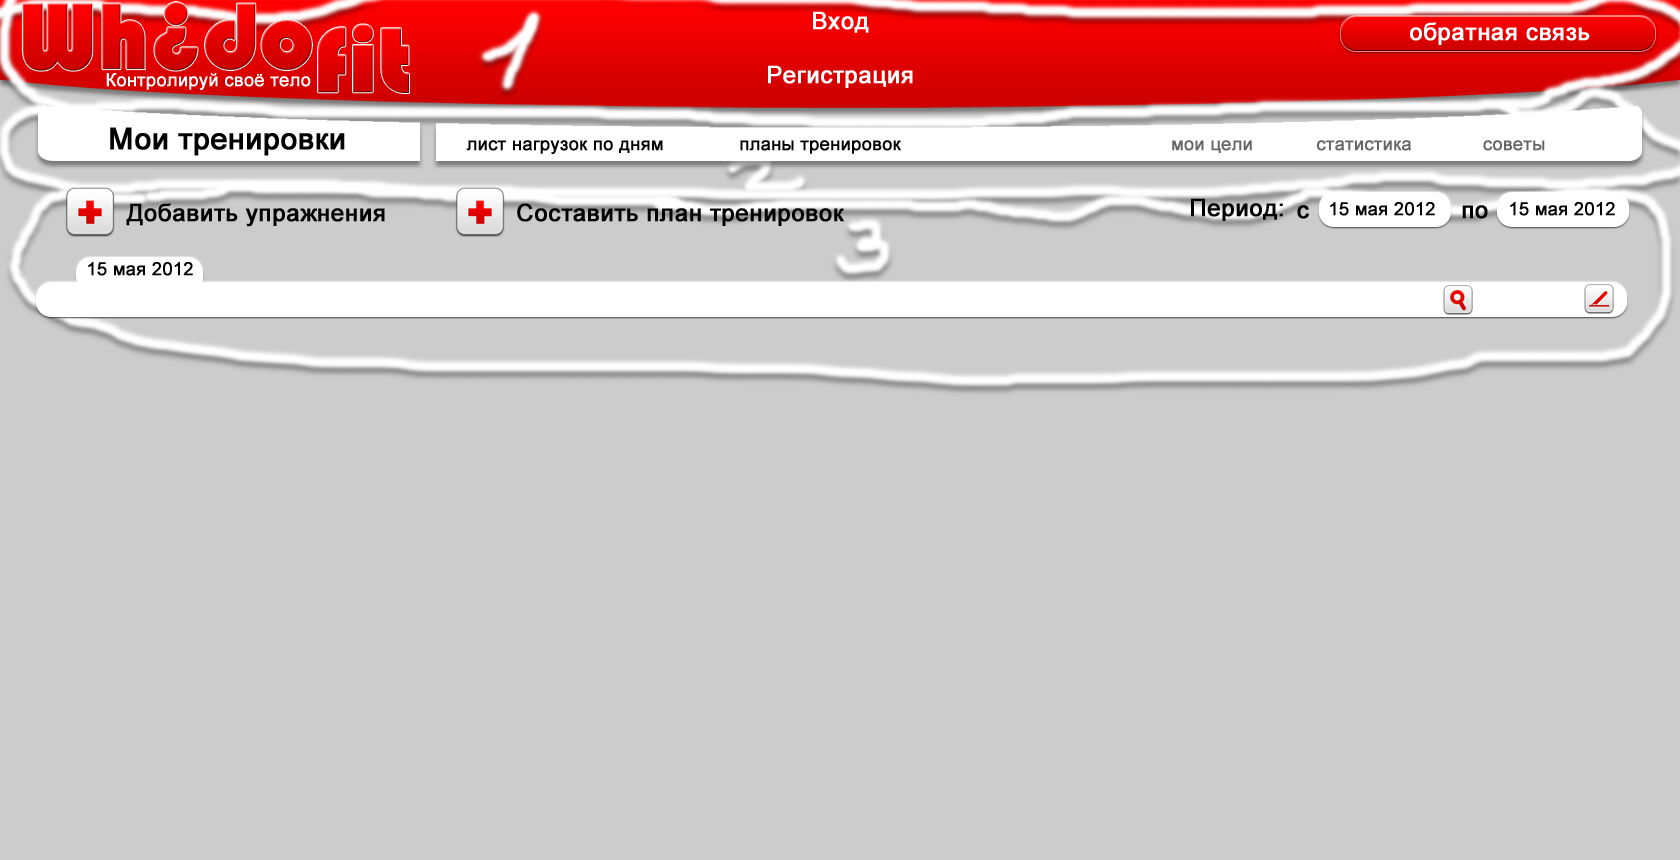 Whidofit
Контролируй своё тело
1
Вход
Регистрация
обратная связь
Мои тренировки
лист нагрузок по дням
планы тренировок
мои цели
статистика
советы
2
Добавить упражнения
Составить план тренировок
Период: с 15 мая 2012 по 15 мая 2012
3
15 мая 2012